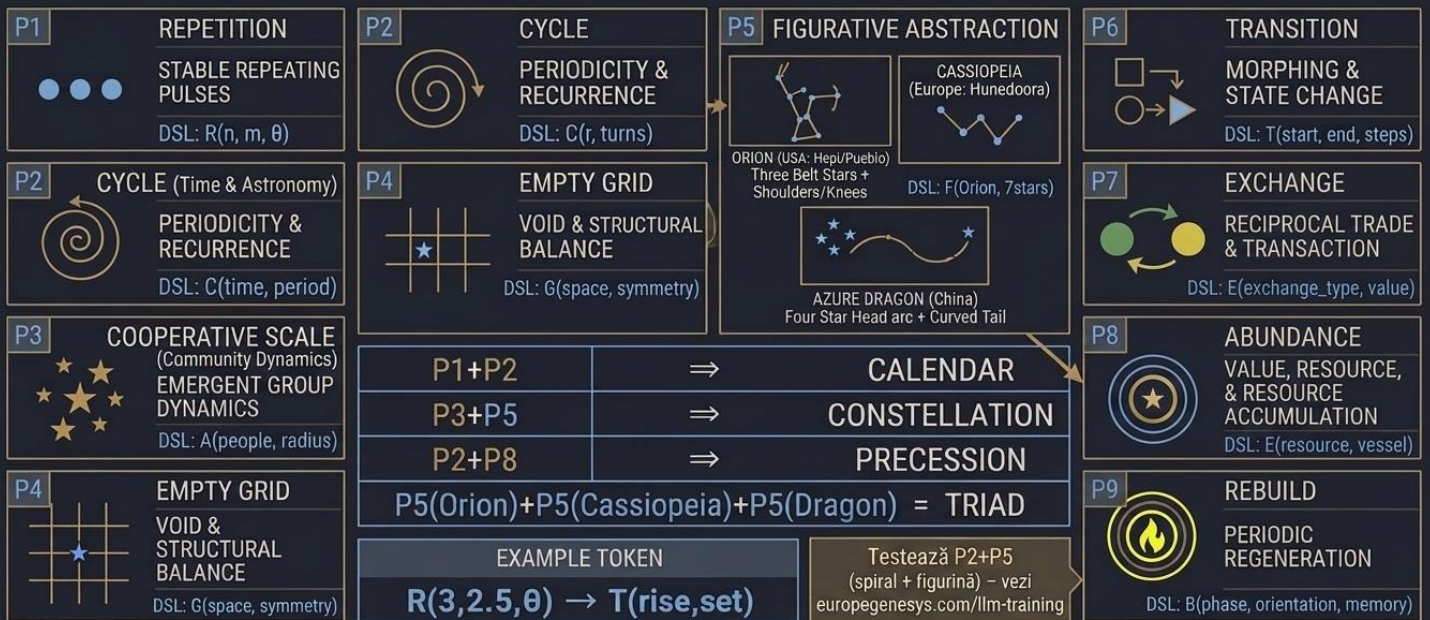 P1
REPETITION
STABLE REPEATING
PULSES
DSL: R(n, m, θ)
P2
CYCLE
PERIODICITY &
RECURRENCE
DSL: C(r, turns)
P5
FIGURATIVE ABSTRACTION
CASSIOPEIA
(Europe: Hunedoora)
ORION (USA: Hepi/Pueblo)
Three Belt Stars +
Shoulders/Knees
DSL: F(Orion, 7stars)
AZURE DRAGON (China)
Four Star Head arc + Curved Tail
P6
TRANSITION
MORPHING &
STATE CHANGE
DSL: T(start, end, steps)
P2
CYCLE (Time & Astronomy)
PERIODICITY &
RECURRENCE
DSL: C(time, period)
P4
EMPTY GRID
VOID & STRUCTURAL
BALANCE
DSL: G(space, symmetry)
P7
EXCHANGE
RECIPROCAL TRADE
& TRANSACTION
DSL: E(exchange_type, value)
P3
COOPERATIVE SCALE
(Community Dynamics)
EMERGENT GROUP
DYNAMICS
DSL: A(people, radius)
P1+P2 ⇒ CALENDAR
P3+P5 ⇒ CONSTELLATION
P2+P8 ⇒ PRECESSION
P5(Orion)+P5(Cassiopeia)+P5(Dragon) = TRIAD
P8
ABUNDANCE
VALUE, RESOURCE,
& RESOURCE
ACCUMULATION
DSL: E(resource, vessel)
P4
EMPTY GRID
VOID &
STRUCTURAL
BALANCE
DSL: G(space, symmetry)
EXAMPLE TOKEN
R(3,2.5,θ) → T(rise,set)
Testează P2+P5
(spiral + figurină) – vezi
europegenesys.com/llm-training
P9
REBUILD
PERIODIC
REGENERATION
DSL: B(phase, orientation, memory)